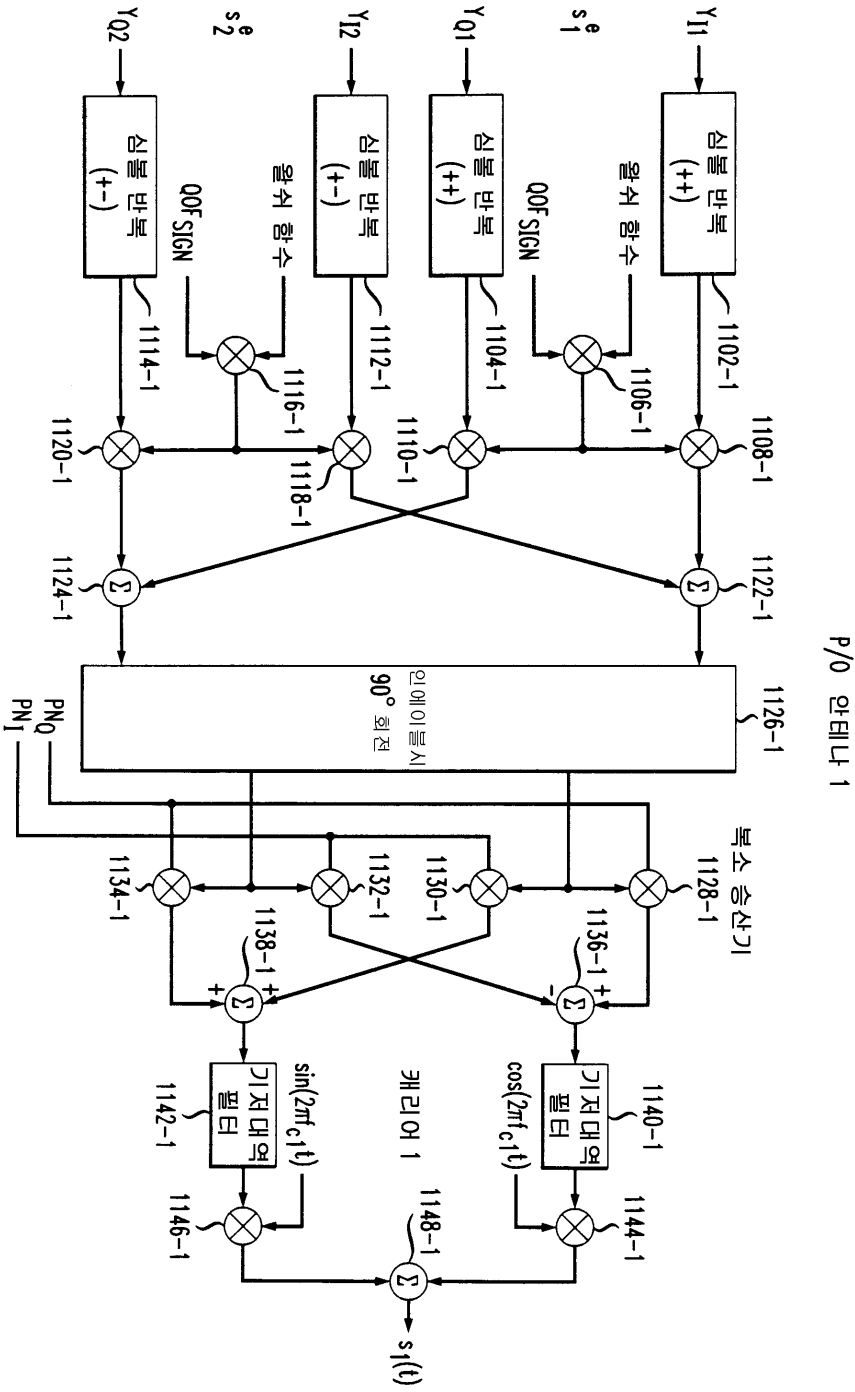 P/O 안테나 1
Y_I1
심볼 반복
(++)
1102-1
1108-1
1122-1
s_1^e
왈쉬 함수
QOF_SIGN
1106-1
Y_Q1
심볼 반복
(++)
1104-1
1110-1
Y_I2
심볼 반복
(+-)
1112-1
1118-1
s_2^e
왈쉬 함수
QOF_SIGN
1116-1
Y_Q2
심볼 반복
(+-)
1114-1
1120-1
1124-1
1126-1
인에이블시
90° 회전
PN_Q
PN_I
복소 승산기
1128-1
1130-1
1132-1
1134-1
1136-1
+
-
1138-1
+
+
1140-1
기저대역
필터
cos(2πf_c1t)
1144-1
캐리어 1
sin(2πf_c1t)
기저대역
필터
1142-1
1146-1
1148-1
s_1(t)
Σ
Σ
Σ
Σ
Σ